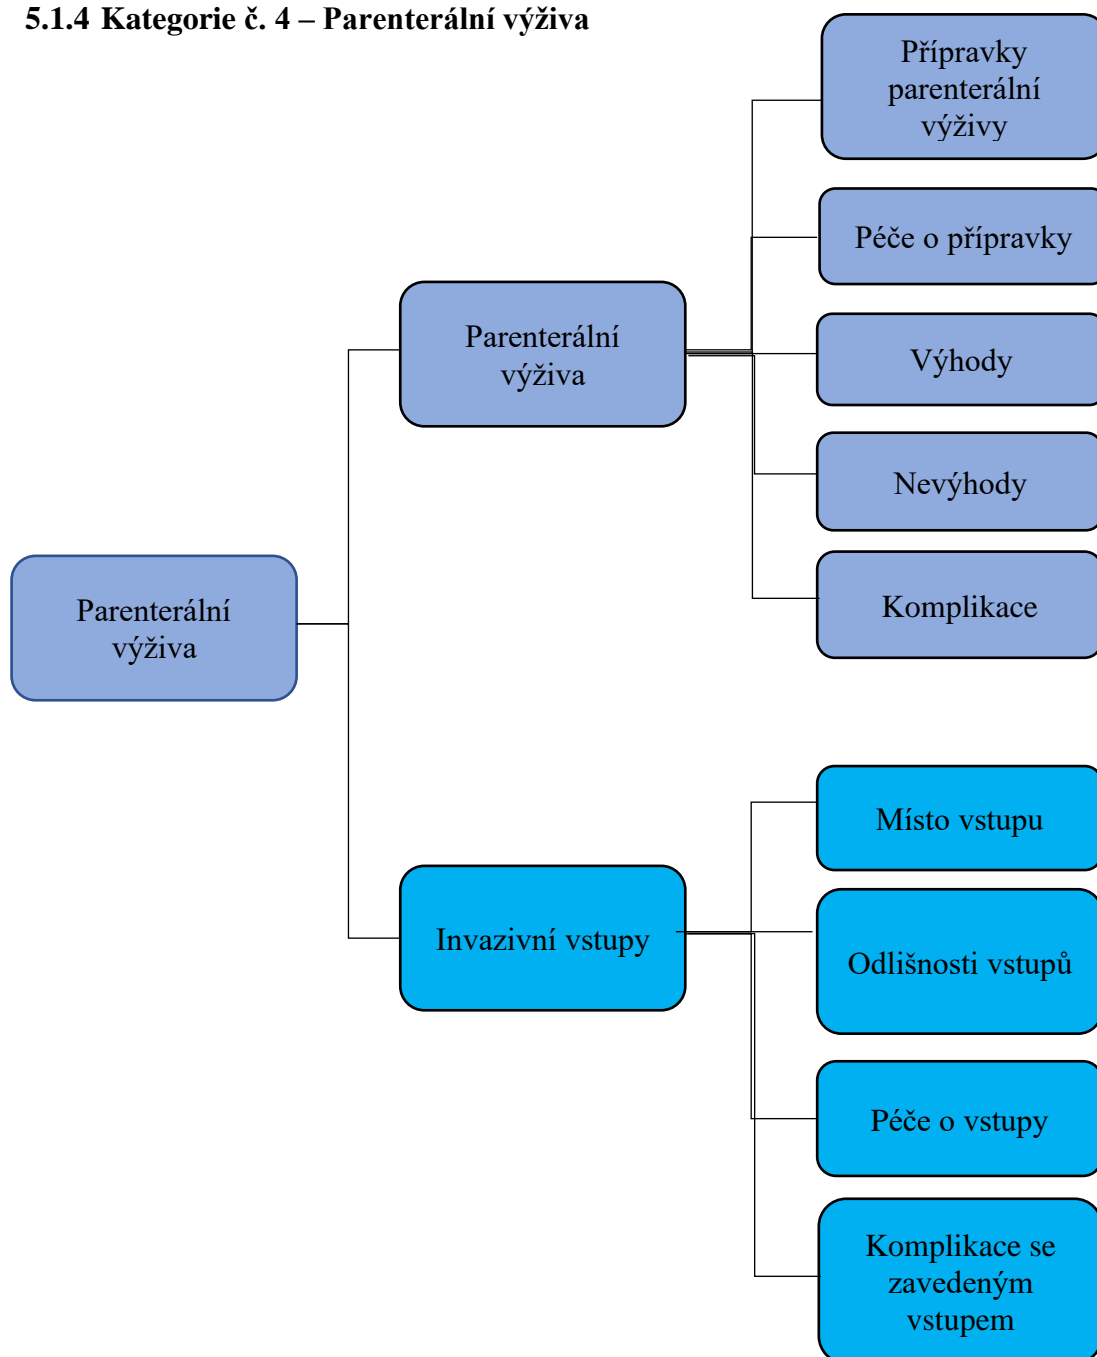 5.1.4 Kategorie č. 4 – Parenterální výživa
Přípravky
parenterální
výživy
Péče o přípravky
Parenterální
výživa
Výhody
Nevýhody
Komplikace
Parenterální
výživa
Místo vstupu
Invazivní vstupy
Odlišnosti vstupů
Péče o vstupy
Komplikace se
zavedeným
vstupem